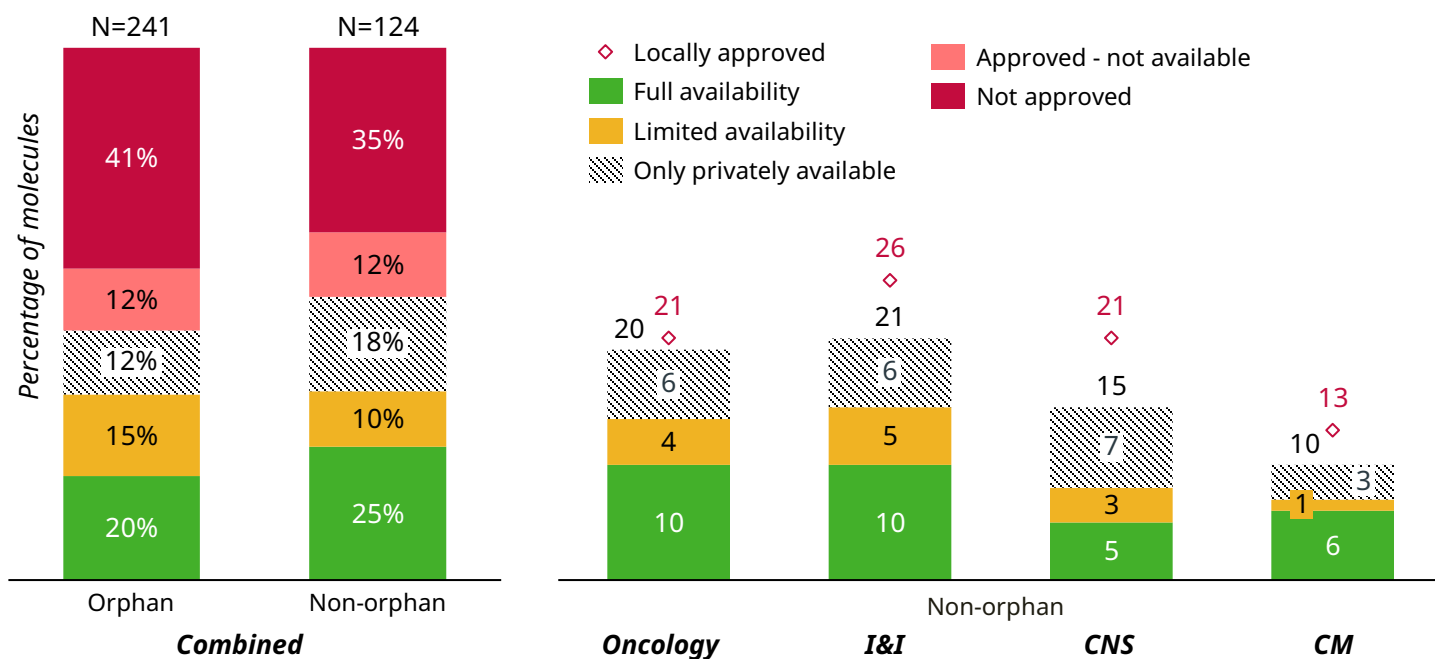 N=241
N=124
Percentage of molecules
41%
12%
12%
15%
20%
35%
12%
18%
10%
25%
Orphan
Non-orphan
Combined
Locally approved
Full availability
Limited availability
Only privately available
Approved - not available
Not approved
20
21
6
4
10
26
21
6
5
10
21
15
7
3
5
13
10
3
1
6
Non-orphan
Oncology
I&I
CNS
CM